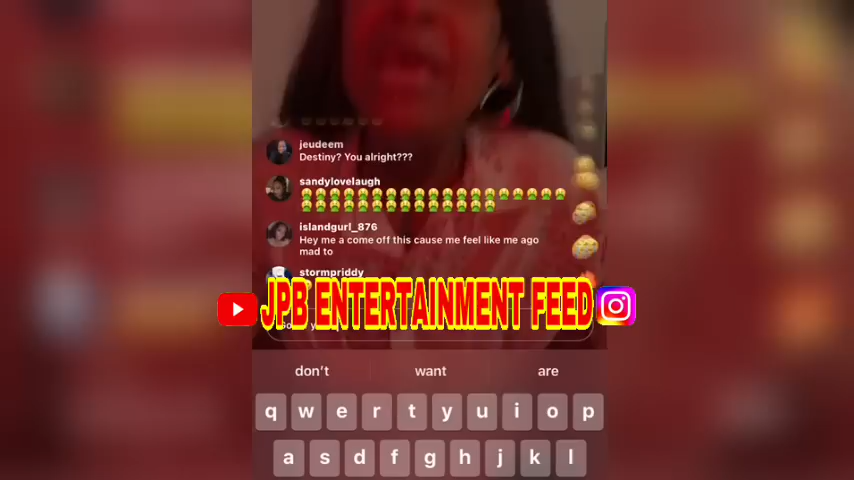 jeudeem
Destiny? You alright???
sandylovelaugh
islandgurl_876
Hey me a come off this cause me feel like me ago
mad to
stormpriddy
JPB ENTERTAINMENT FEED
don't want are
q w e r t y u i o p
a s d f g h j k l